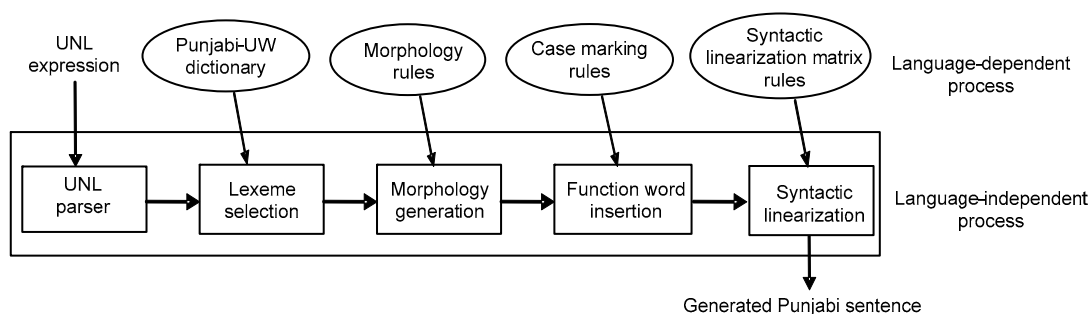 UNL
expression
Punjabi-UW
dictionary
Morphology
rules
Case marking
rules
Syntactic
linearization matrix
rules
Language-dependent
process
UNL
parser
Lexeme
selection
Morphology
generation
Function word
insertion
Syntactic
linearization
Language-independent
process
Generated Punjabi sentence